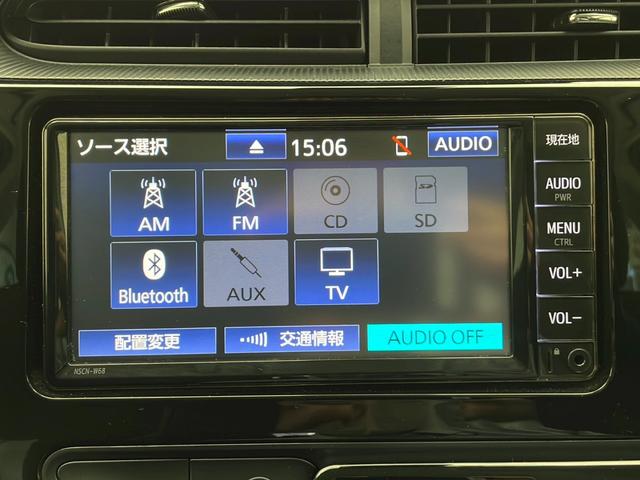 ソース選択
15:06
AUDIO
AM
FM
CD
SD
Bluetooth
AUX
TV
配置変更
交通情報
AUDIO OFF
NSCN-W68
現在地
AUDIO
PWR
MENU
CTRL
VOL+
VOL-